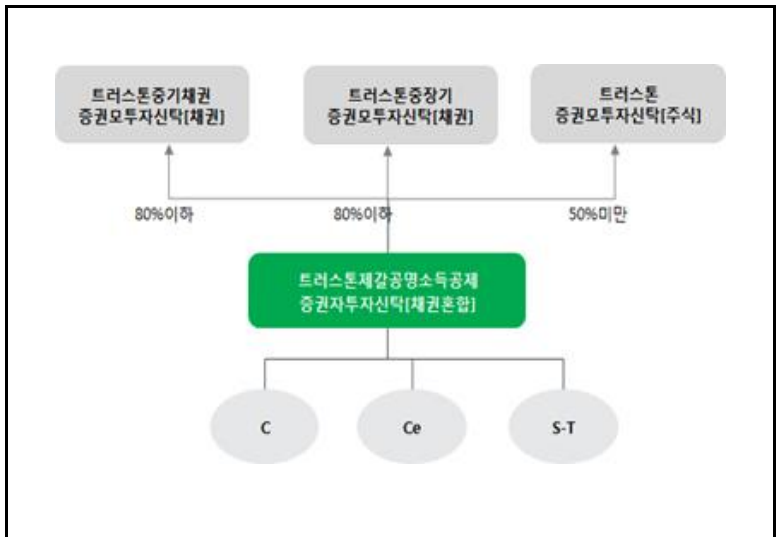 트러스톤중기채권
증권모투자신탁[채권]
트러스톤중장기
증권모투자신탁[채권]
트러스톤
증권모투자신탁[주식]
80%이하
80%이하
50%미만
트러스톤제갈공명소득공제
증권자투자신탁[채권혼합]
C
Ce
S-T